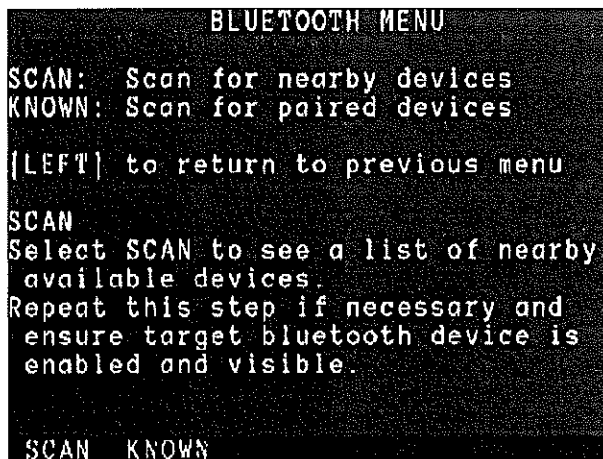 BLUETOOTH MENU
SCAN: Scan for nearby devices
KNOWN: Scan for paired devices
[LEFT] to return to previous menu
SCAN
Select SCAN to see a list of nearby
available devices.
Repeat this step if necessary and
ensure target bluetooth device is
enabled and visible.
SCAN KNOWN